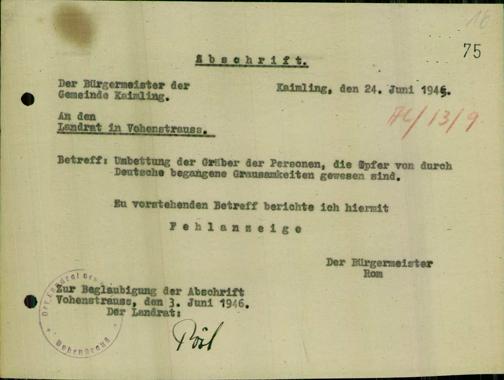 18
75
Abschrift.
Der Bürgermeister der Kaimling, den 24. Juni 1946.
Gemeinde Kaimling.
An den
Landrat in Vohenstrauss.
AC/13/9
Betreff: Umbettung der Gräber der Personen, die Opfer von durch
Deutsche begangene Grausamkeiten gewesen sind.
Zu vorstehenden Betreff berichte ich hiermit
Fehlanzeige
Der Bürgermeister
Rom
Zur Beglaubigung der Abschrift
Vohenstrauss, den 3. Juni 1946.
Der Landrat: